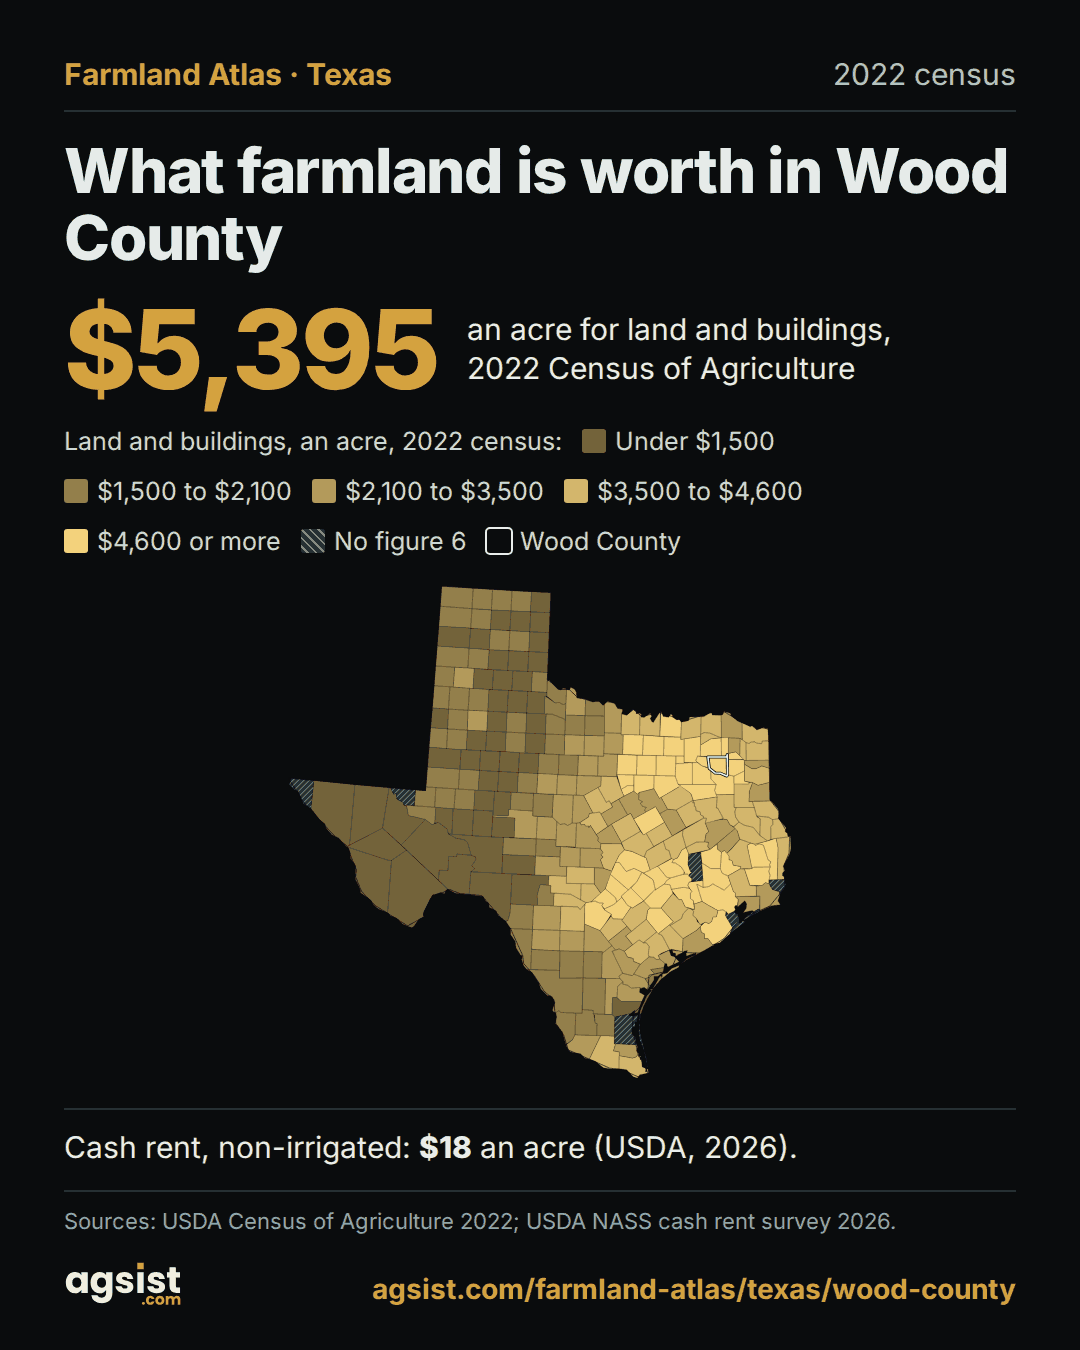 Farmland Atlas · Texas
2022 census
What farmland is worth in Wood
County
$5,395
an acre for land and buildings,
2022 Census of Agriculture
Land and buildings, an acre, 2022 census: Under $1,500
$1,500 to $2,100 $2,100 to $3,500 $3,500 to $4,600
$4,600 or more No figure 6 Wood County
Cash rent, non-irrigated: $18 an acre (USDA, 2026).
Sources: USDA Census of Agriculture 2022; USDA NASS cash rent survey 2026.
agsist
.com
agsist.com/farmland-atlas/texas/wood-county